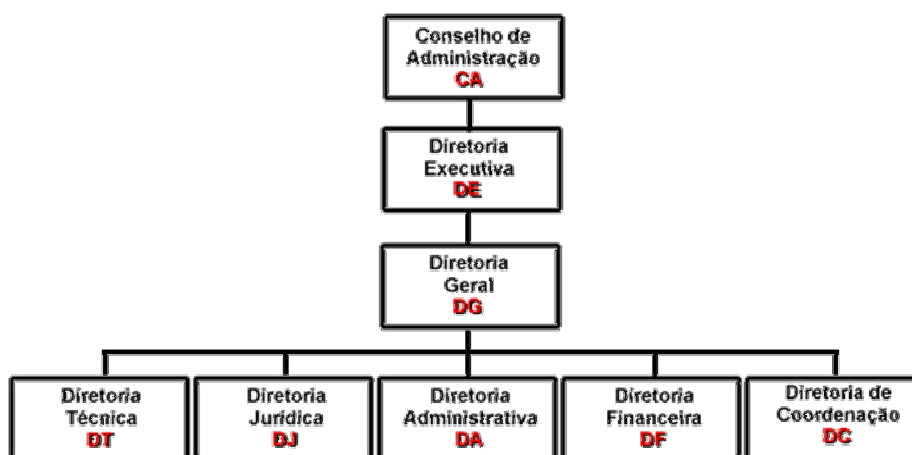 Conselho de
Administração
CA
Diretoria
Executiva
DE
Diretoria
Geral
DG
Diretoria
Técnica
DT
Diretoria
Jurídica
DJ
Diretoria
Administrativa
DA
Diretoria
Financeira
DF
Diretoria de
Coordenação
DC